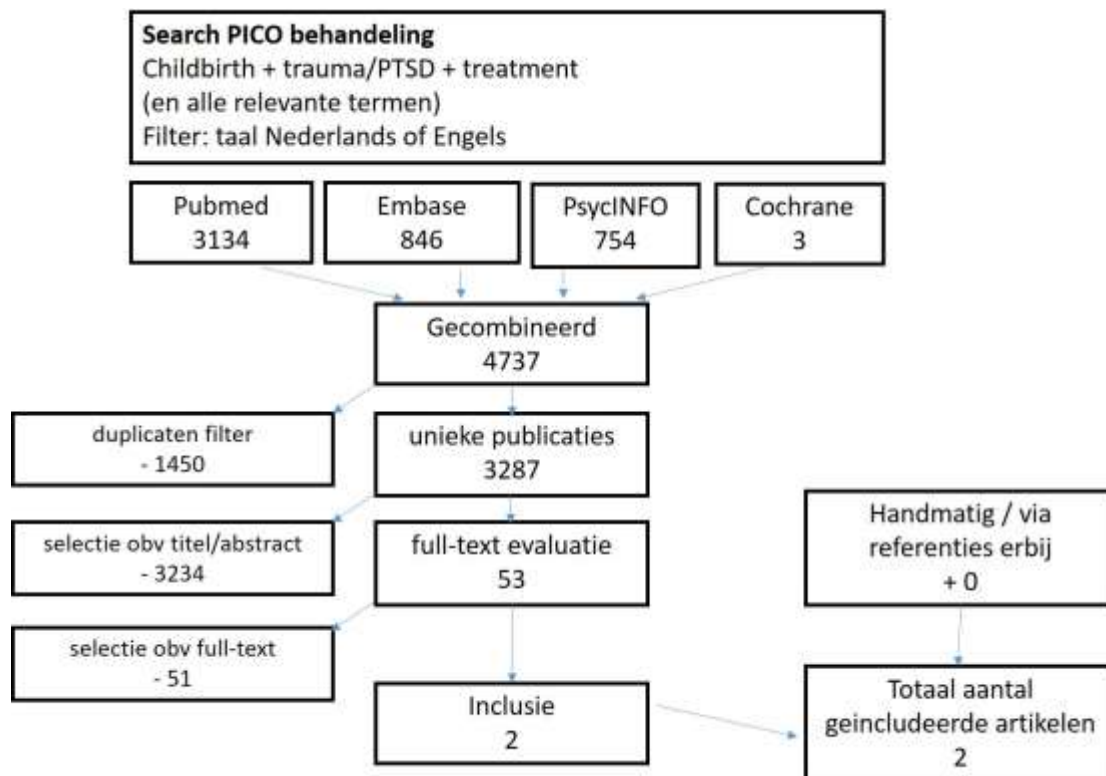 Search PICO behandeling
Childbirth + trauma/PTSD + treatment
(en alle relevante termen)
Filter: taal Nederlands of Engels
Pubmed
3134
Embase
846
PsycINFO
754
Cochrane
3
Gecombineerd
4737
duplicaten filter
- 1450
unieke publicaties
3287
selectie obv titel/abstract
- 3234
full-text evaluatie
53
Handmatig / via
referenties erbij
+ 0
selectie obv full-text
- 51
Inclusie
2
Totaal aantal
geincludeerde artikelen
2